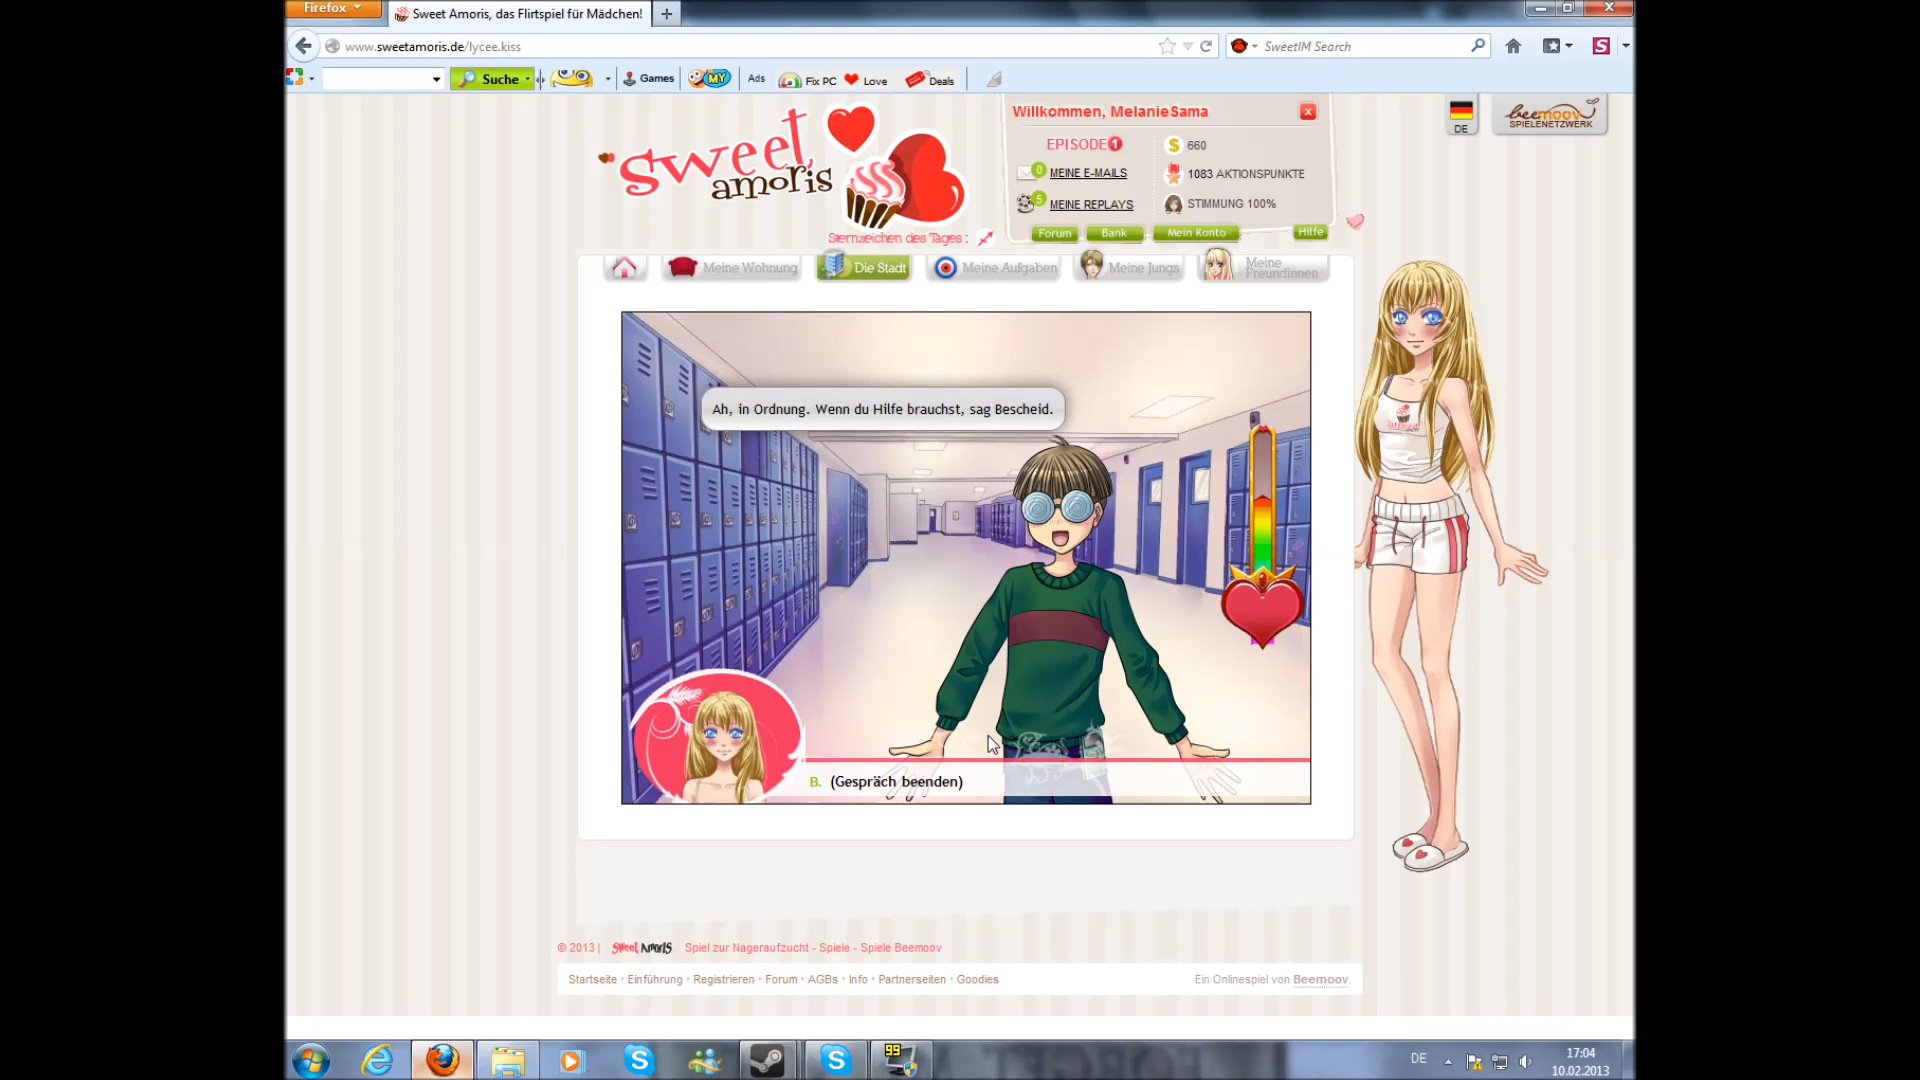 Firefox
Sweet Amoris, das Flirtspiel für Mädchen!
www.sweetamoris.de/lycee.kiss
SweetIM Search
Suche
Games
MY
Ads
Fix PC
Love
Deals
sweet
amoris
Sternzeichen des Tages :
Willkommen, MelanieSama
x
EPISODE 1
660
0 MEINE E-MAILS
1083 AKTIONSPUNKTE
5 MEINE REPLAYS
STIMMUNG 100%
Forum
Bank
Mein Konto
Hilfe
DE
beemoov
SPIELENETZWERK
Meine Wohnung
Die Stadt
Meine Aufgaben
Meine Jungs
Meine Freundinnen
Ah, in Ordnung. Wenn du Hilfe brauchst, sag Bescheid.
B. (Gespräch beenden)
© 2013 | Sweet Amoris Spiel zur Nageraufzucht - Spiele - Spiele Beemoov
Startseite • Einführung • Registrieren • Forum • AGBs • Info • Partnerseiten • Goodies
Ein Onlinespiel von Beemoov.
99
DE
17:04
10.02.2013